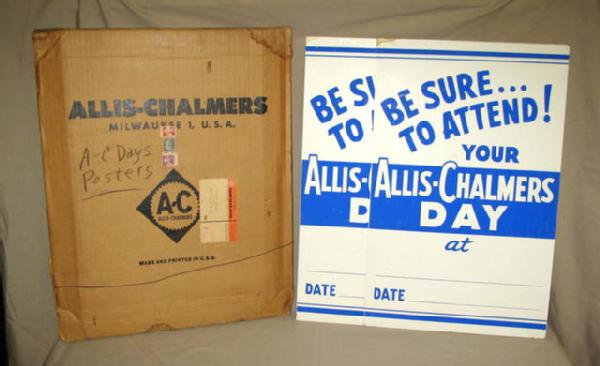 ALLIS-CHALMERS
MILWAUKEE 1, U.S.A.
A-C Days
Posters
A-C
ALLIS-CHALMERS
MADE AND PRINTED IN U.S.A.
BE SU
TO
ALLIS-C
D
DATE
BE SURE...
TO ATTEND!
YOUR
ALLIS-CHALMERS
DAY
at
DATE